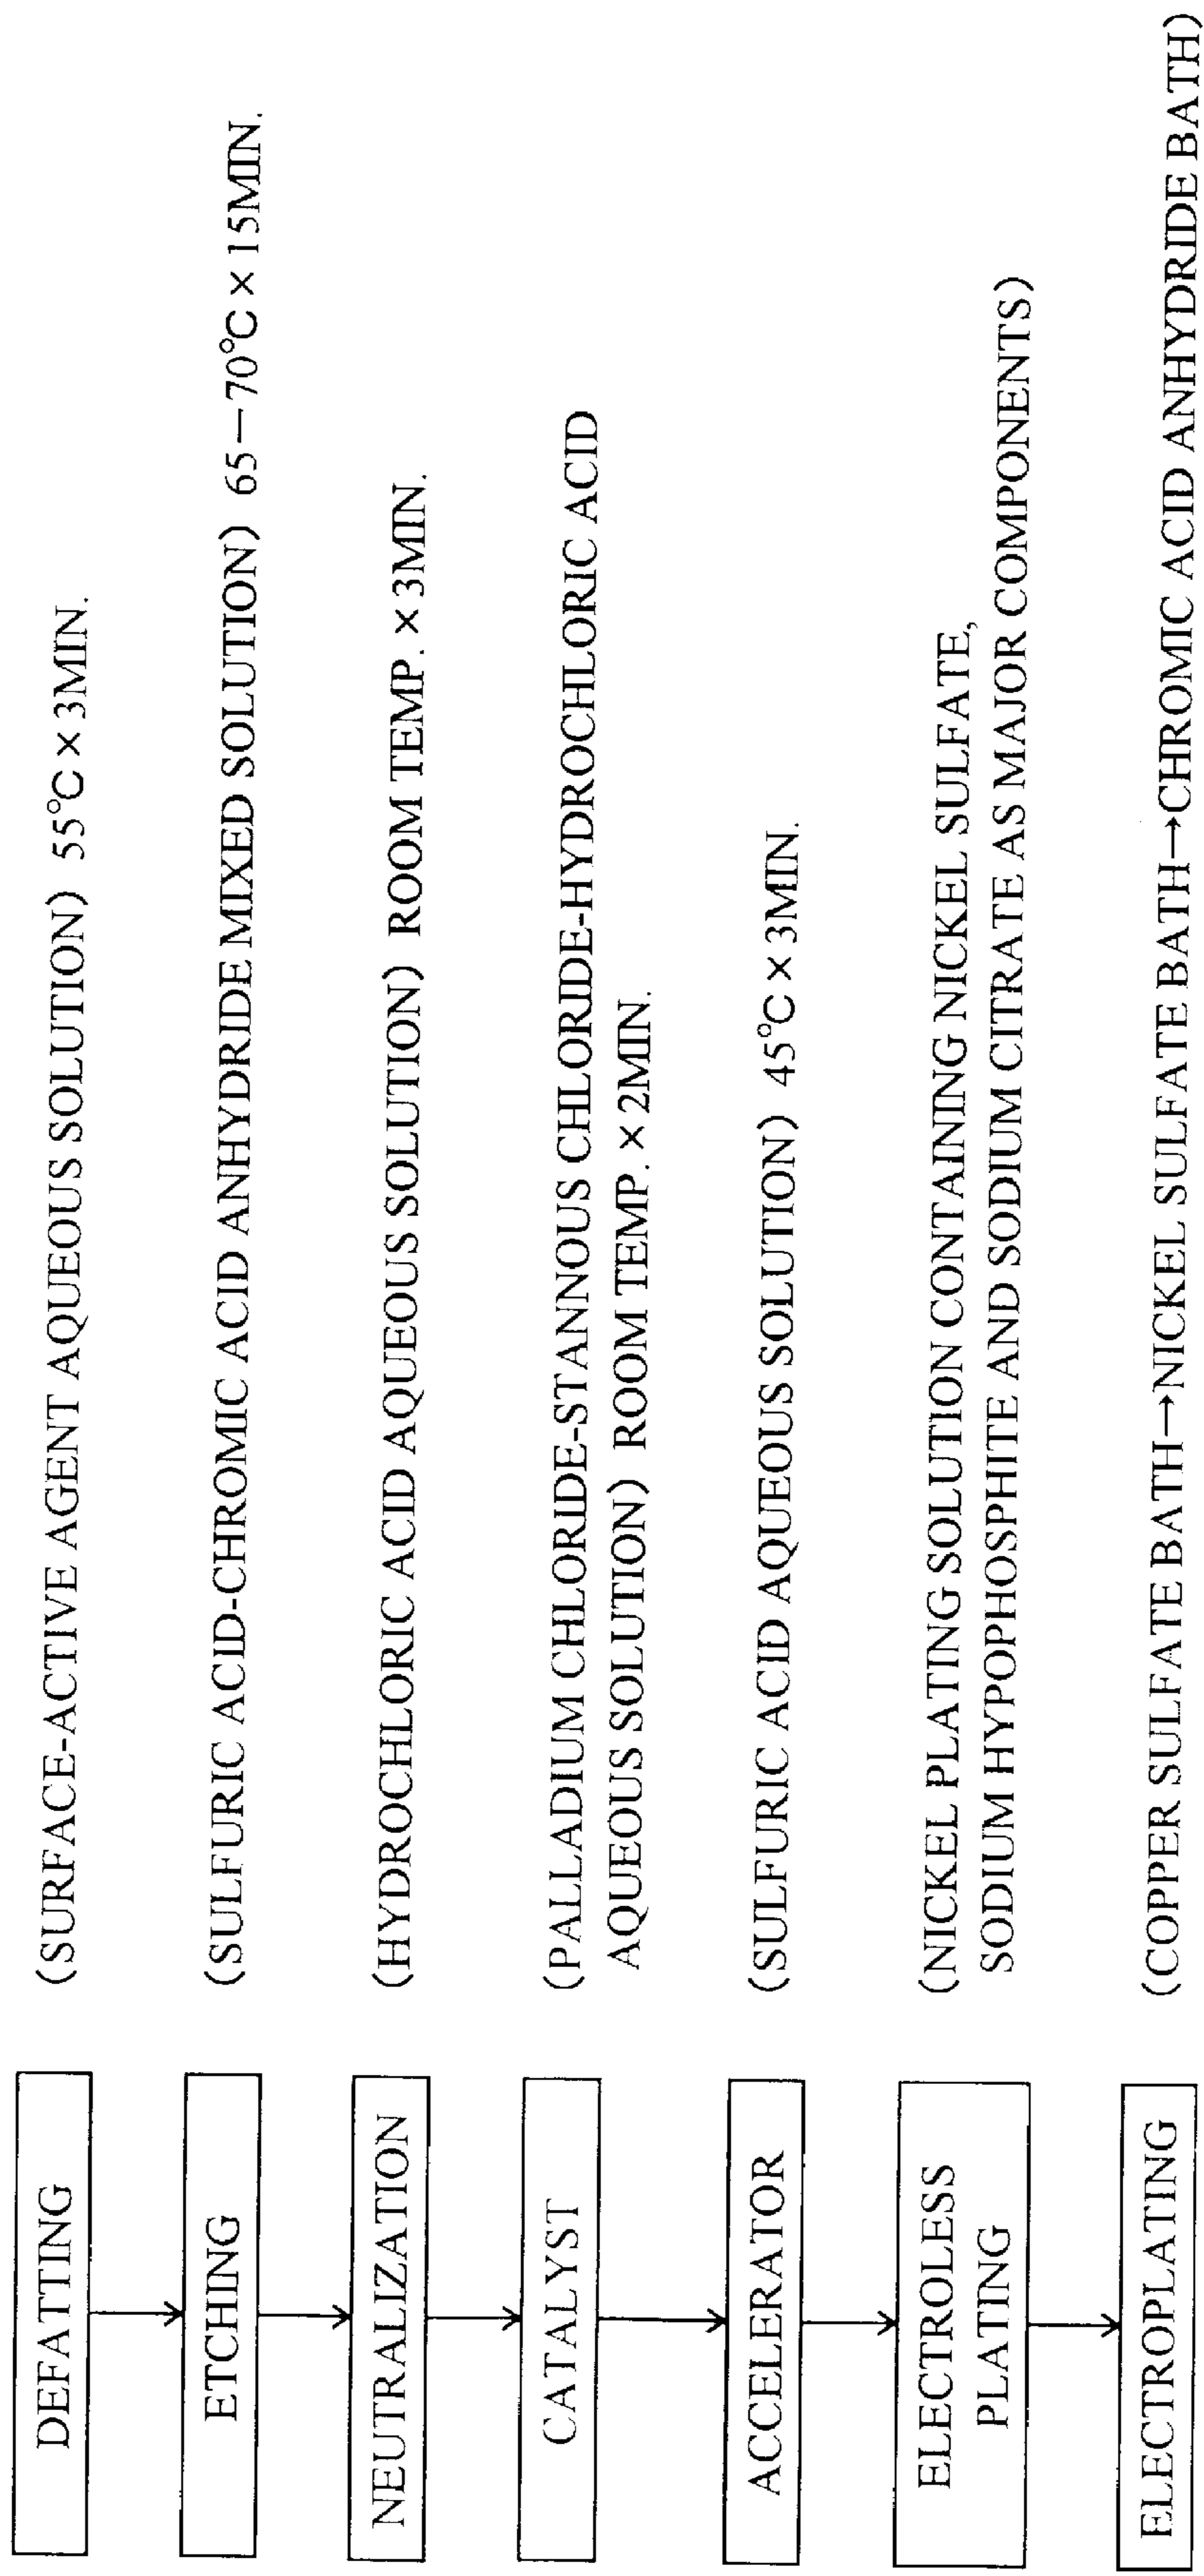 DEFATTING
(SURFACE-ACTIVE AGENT AQUEOUS SOLUTION) 55℃ × 3MIN.
ETCHING
(SULFURIC ACID-CHROMIC ACID ANHYDRIDE MIXED SOLUTION) 65—70℃ × 15MIN.
NEUTRALIZATION
(HYDROCHLORIC ACID AQUEOUS SOLUTION) ROOM TEMP. × 3MIN.
CATALYST
(PALLADIUM CHLORIDE-STANNOUS CHLORIDE-HYDROCHLORIC ACID
AQUEOUS SOLUTION) ROOM TEMP. × 2MIN.
ACCELERATOR
(SULFURIC ACID AQUEOUS SOLUTION) 45℃ × 3MIN.
ELECTROLESS
PLATING
(NICKEL PLATING SOLUTION CONTAINING NICKEL SULFATE,
SODIUM HYPOPHOSPHITE AND SODIUM CITRATE AS MAJOR COMPONENTS)
ELECTROPLATING
(COPPER SULFATE BATH→NICKEL SULFATE BATH→CHROMIC ACID ANHYDRIDE BATH)